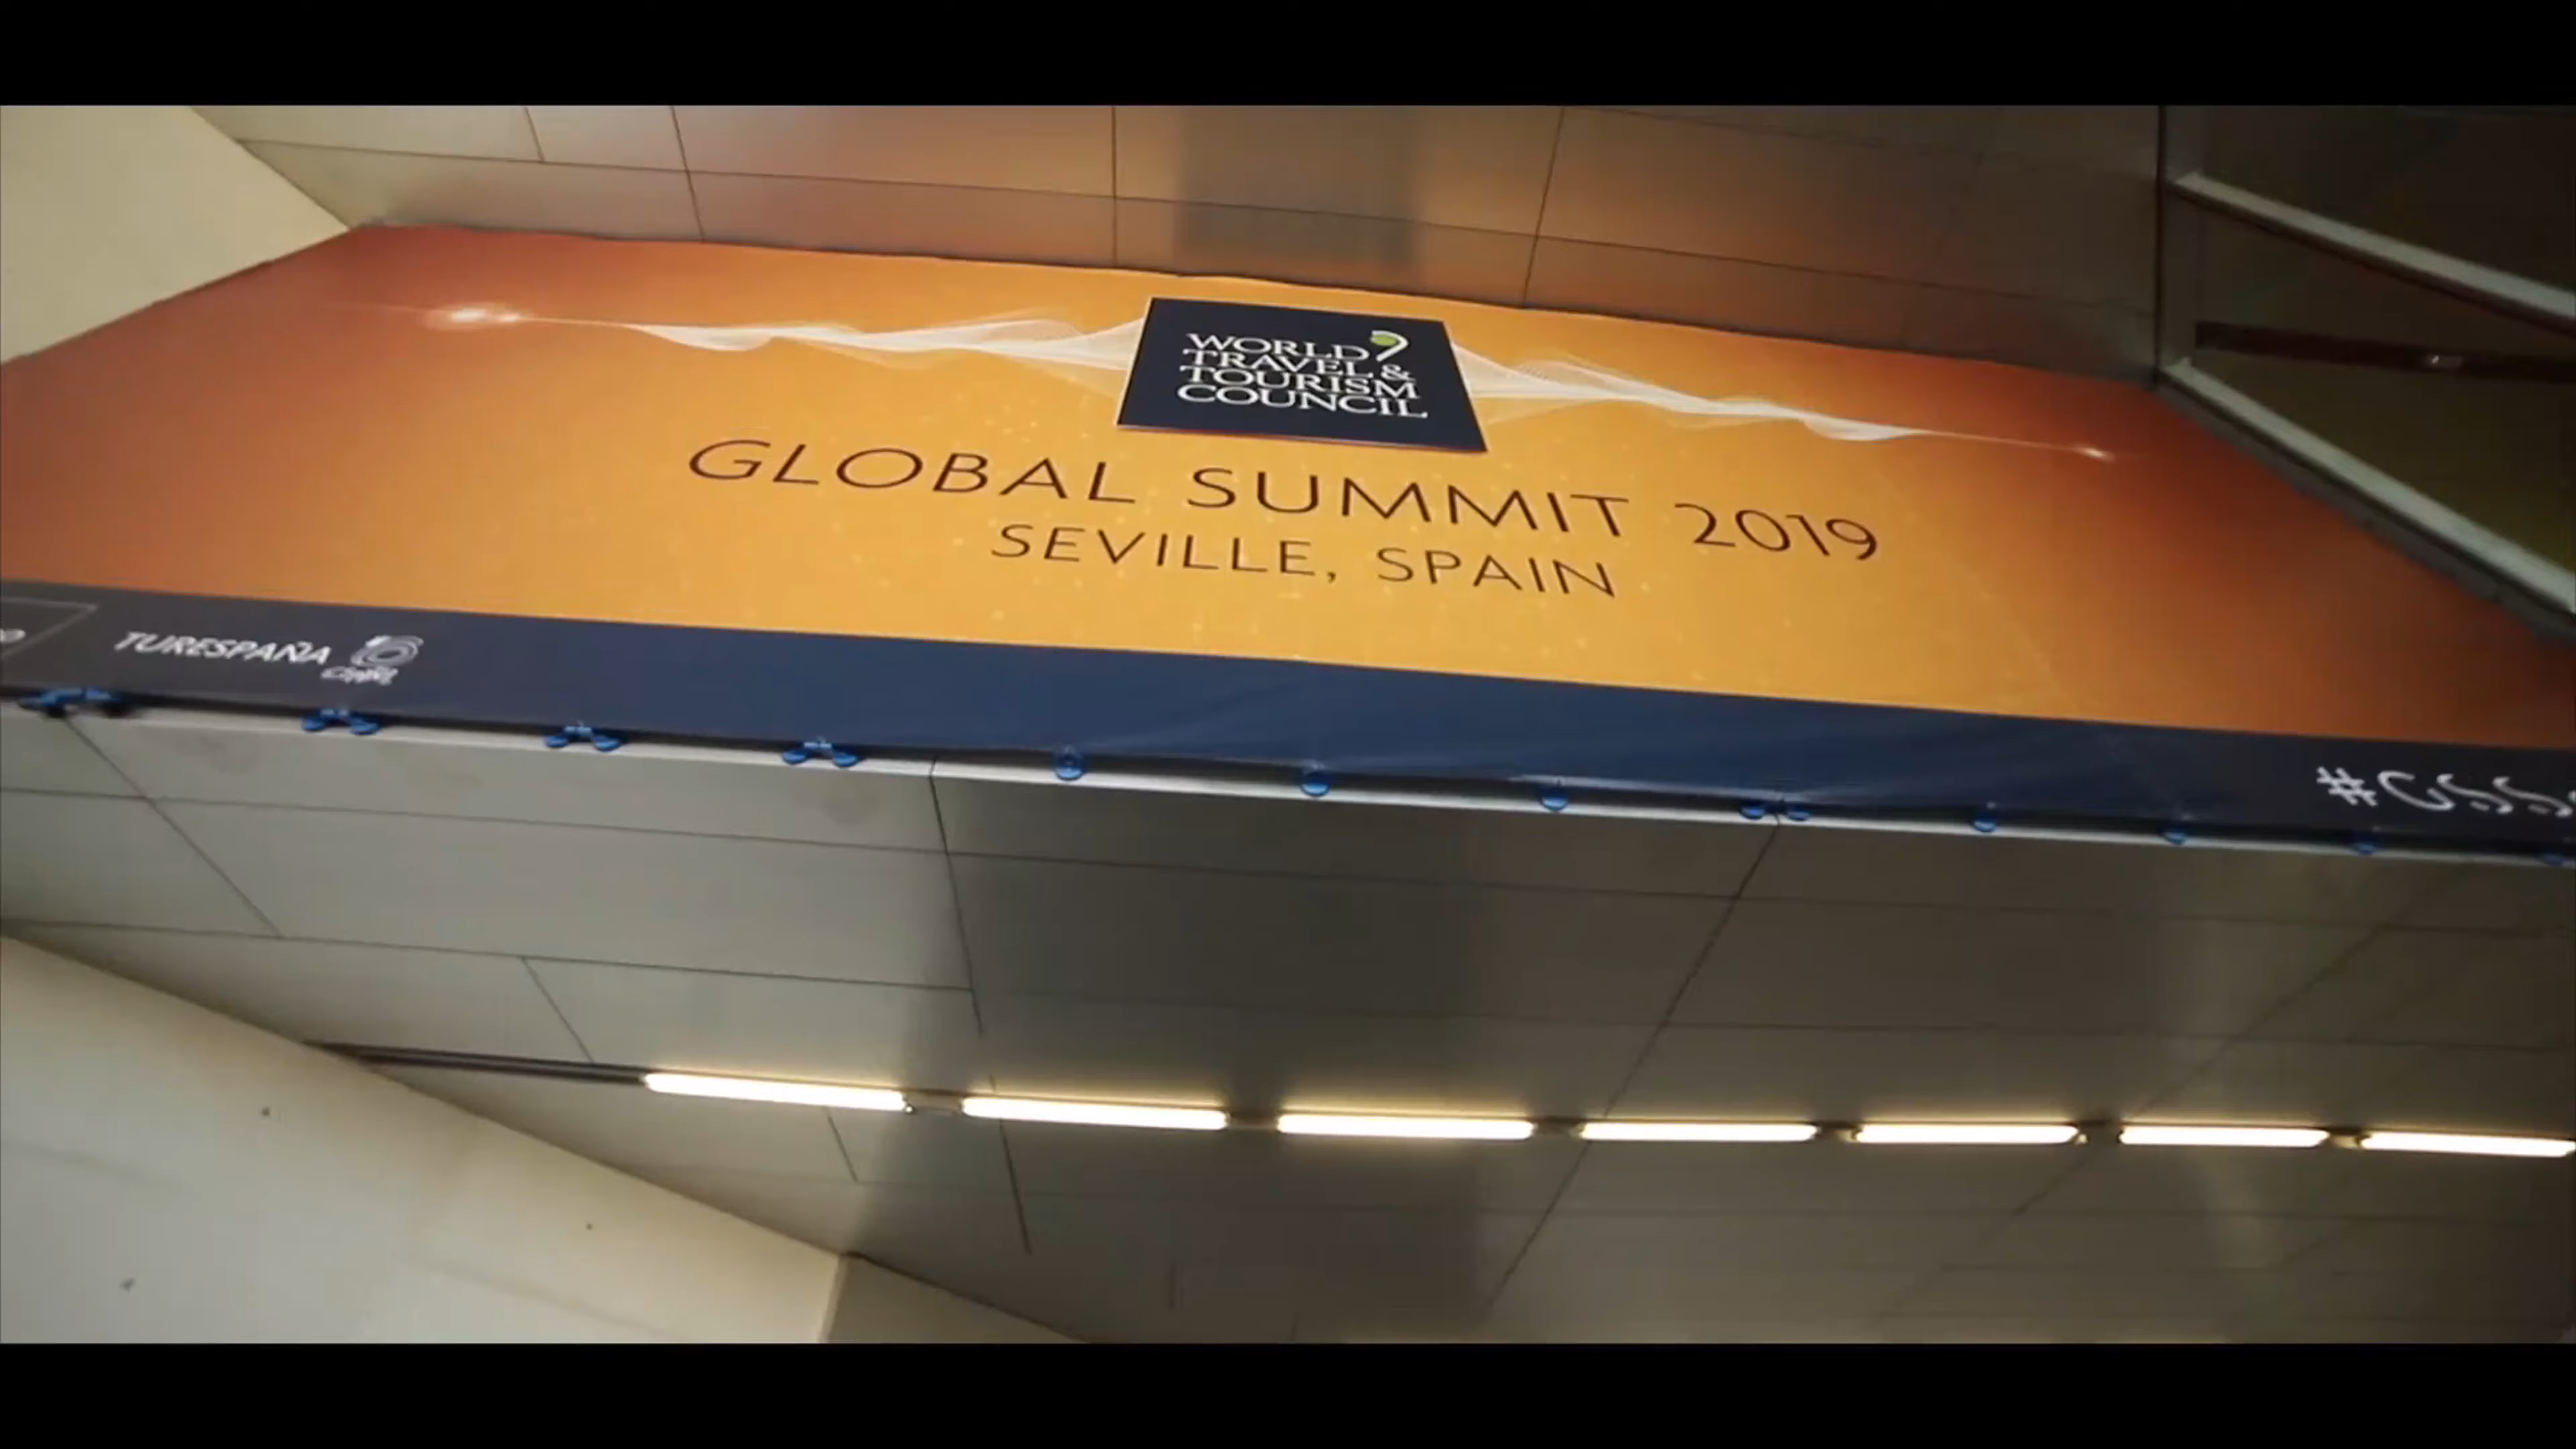 WORLD
TRAVEL &
TOURISM
COUNCIL
GLOBAL SUMMIT 2019
SEVILLE, SPAIN
TURESPAÑA